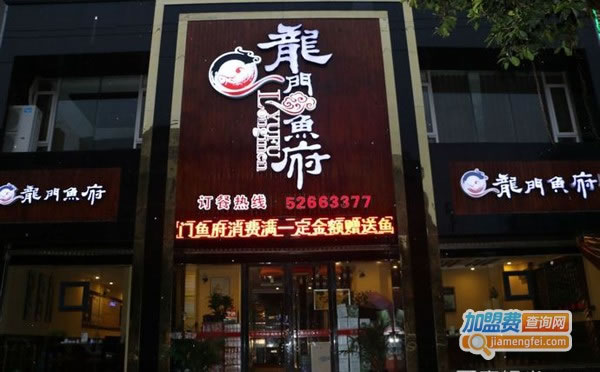 龍門魚府
Longmen
YUFU
龍門魚府
龍門魚府
订餐热线 52663377
门鱼府消费满一定金额赠送鱼
加盟费查询网
jiamengfei.com